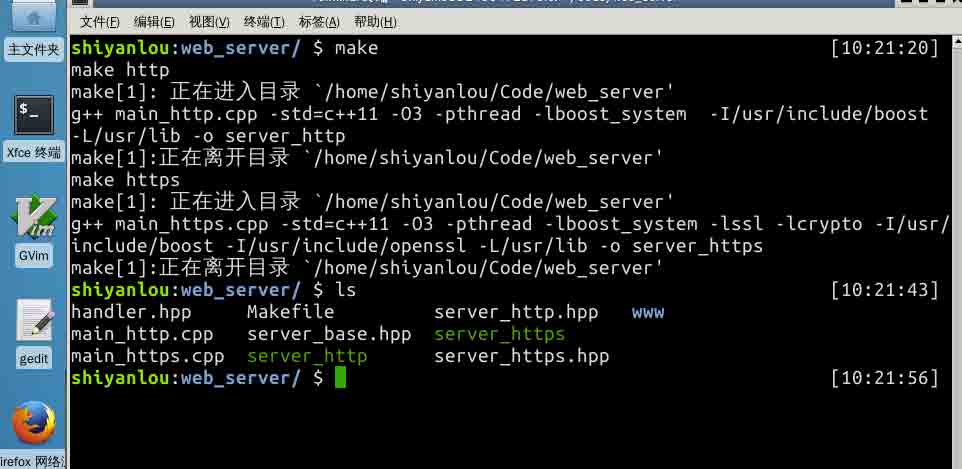 文件(F) 编辑(E) 视图(V) 终端(T) 标签(A) 帮助(H)
主文件夹
Xfce 终端
GVim
gedit
irefox 网络
shiyanlou:web_server/ $ make [10:21:20]
make http
make[1]: 正在进入目录 `/home/shiyanlou/Code/web_server'
g++ main_http.cpp -std=c++11 -O3 -pthread -lboost_system  -I/usr/include/boost
-L/usr/lib -o server_http
make[1]:正在离开目录 `/home/shiyanlou/Code/web_server'
make https
make[1]: 正在进入目录 `/home/shiyanlou/Code/web_server'
g++ main_https.cpp -std=c++11 -O3 -pthread -lboost_system -lssl -lcrypto -I/usr/
include/boost -I/usr/include/openssl -L/usr/lib -o server_https
make[1]:正在离开目录 `/home/shiyanlou/Code/web_server'
shiyanlou:web_server/ $ ls [10:21:43]
handler.hpp Makefile server_http.hpp www
main_http.cpp server_base.hpp server_https
main_https.cpp server_http server_https.hpp
shiyanlou:web_server/ $ [10:21:56]